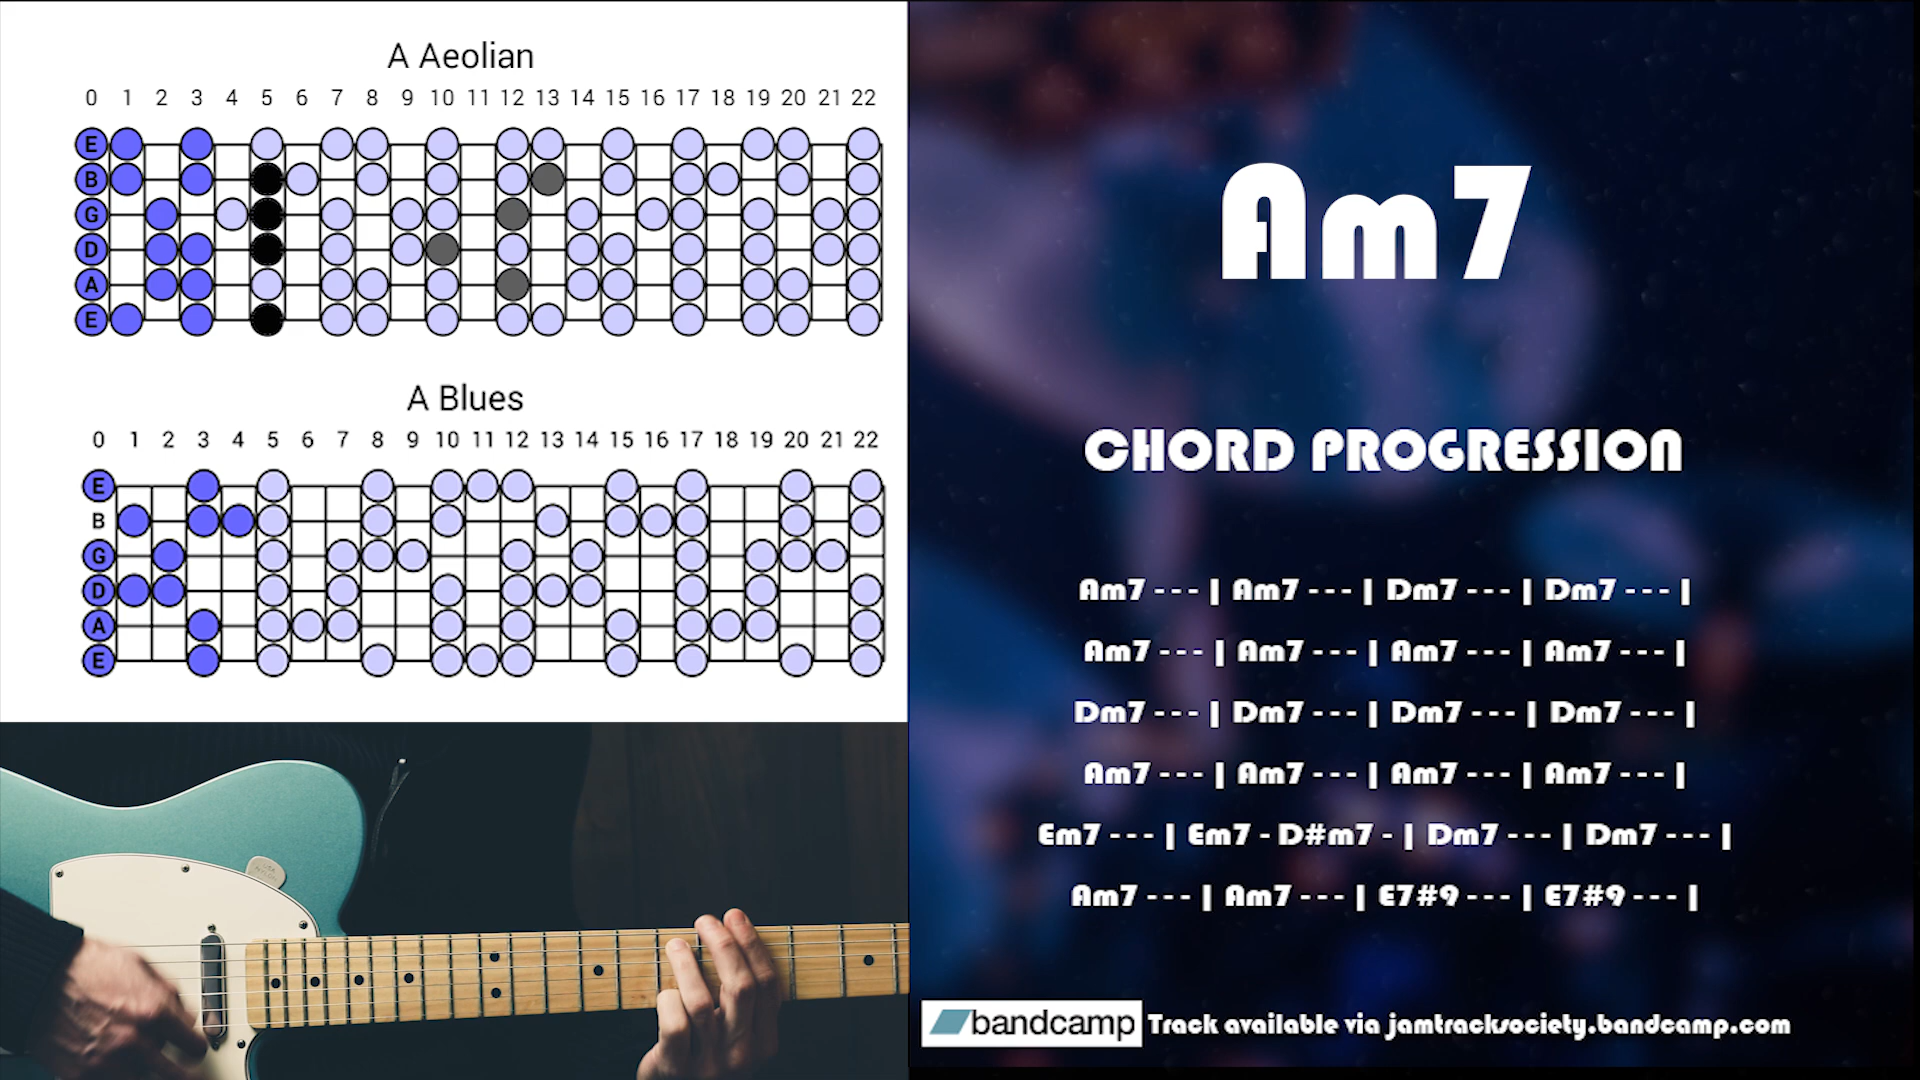 A Aeolian
0 1 2 3 4 5 6 7 8 9 10 11 12 13 14 15 16 17 18 19 20 21 22
E
B
G
D
A
E
A Blues
0 1 2 3 4 5 6 7 8 9 10 11 12 13 14 15 16 17 18 19 20 21 22
E
B
G
D
A
E
Am7
CHORD PROGRESSION
Am7 - - - | Am7 - - - | Dm7 - - - | Dm7 - - - |
Am7 - - - | Am7 - - - | Am7 - - - | Am7 - - - |
Dm7 - - - | Dm7 - - - | Dm7 - - - | Dm7 - - - |
Am7 - - - | Am7 - - - | Am7 - - - | Am7 - - - |
Em7 - - - | Em7 - D#m7 - | Dm7 - - - | Dm7 - - - |
Am7 - - - | Am7 - - - | E7#9 - - - | E7#9 - - - |
bandcamp Track available via jamtracksociety.bandcamp.com